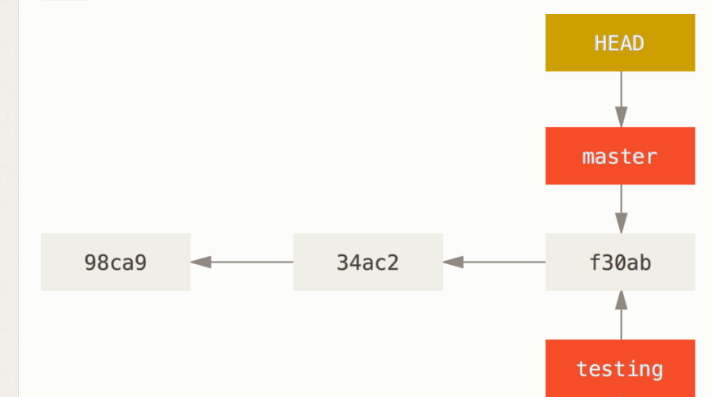 HEAD
master
98ca9
34ac2
f30ab
testing